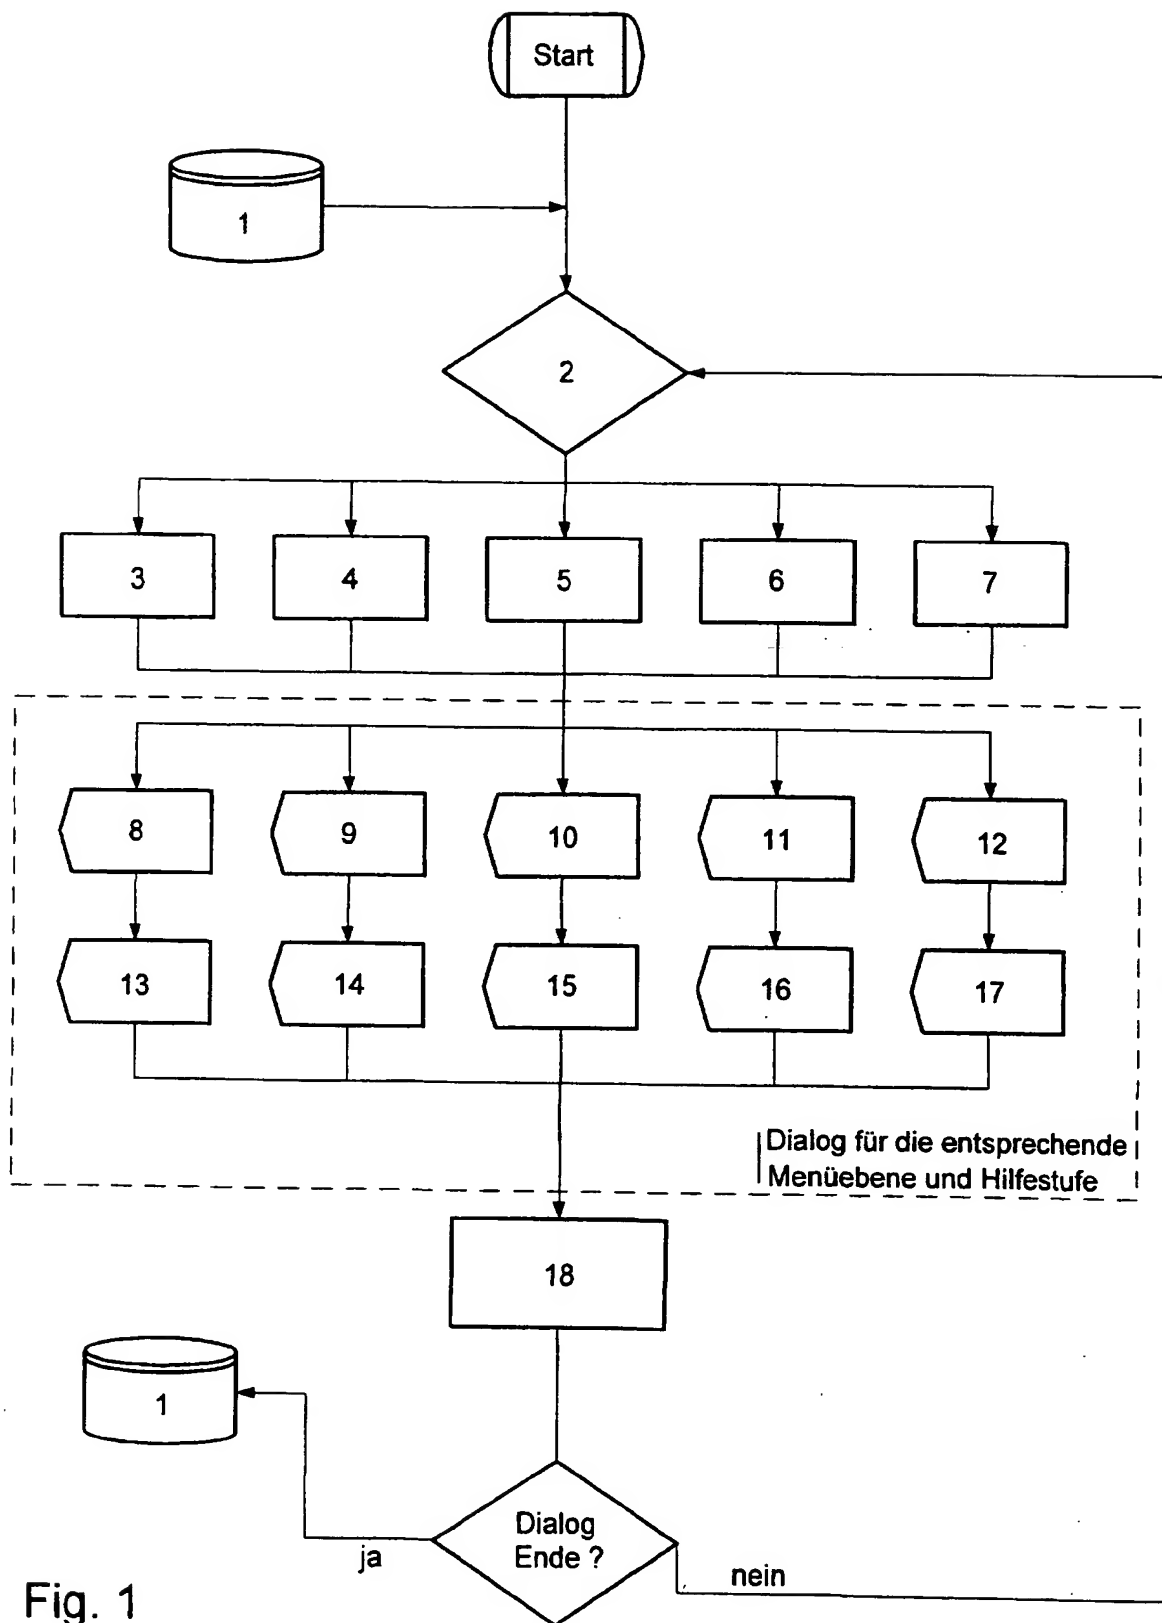 Start
1
2
3 4 5 6 7
8 9 10 11 12
13 14 15 16 17
Dialog für die entsprechende
Menüebene und Hilfestufe
18
1
Dialog
Ende ?
ja
nein
Fig. 1